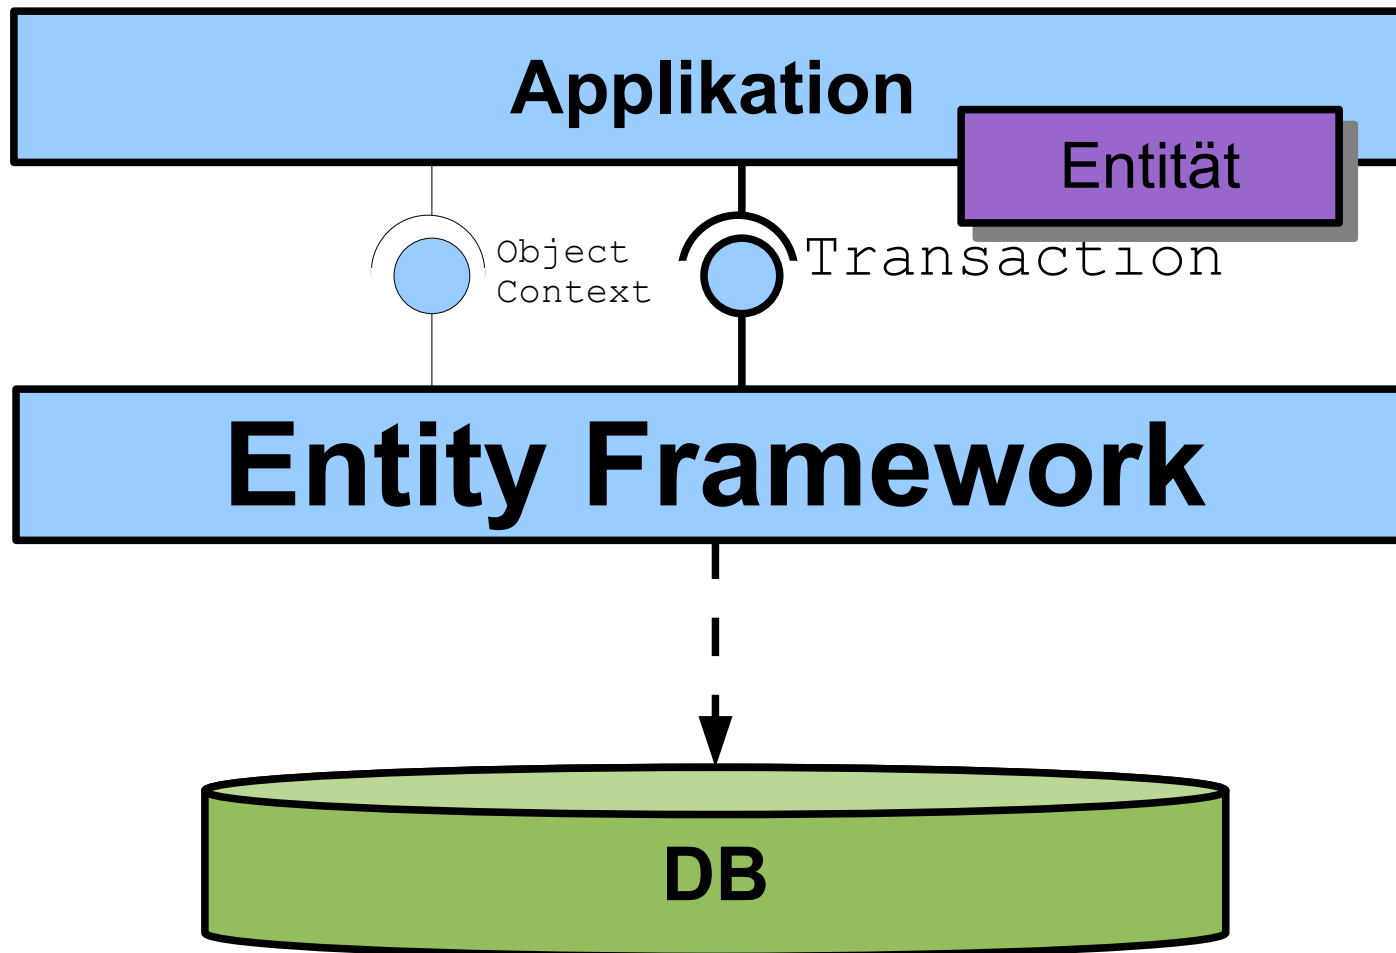 Applikation
Entität
Object
Context
Transaction
Entity Framework
DB